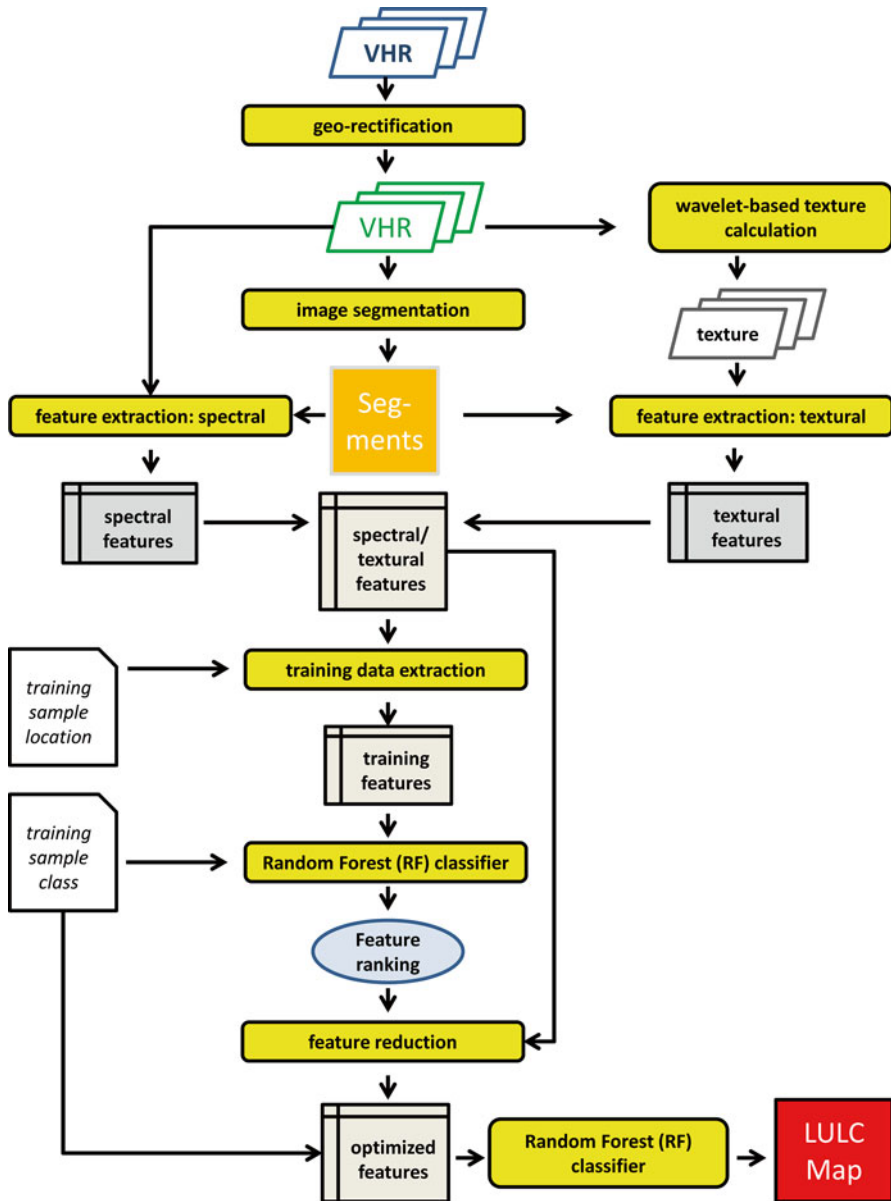 VHR
geo-rectification
VHR
wavelet-based texture
calculation
image segmentation
texture
feature extraction: spectral
Seg-
ments
feature extraction: textural
spectral
features
spectral/
textural
features
textural
features
training
sample
location
training data extraction
training
features
training
sample
class
Random Forest (RF) classifier
Feature
ranking
feature reduction
optimized
features
Random Forest (RF)
classifier
LULC
Map